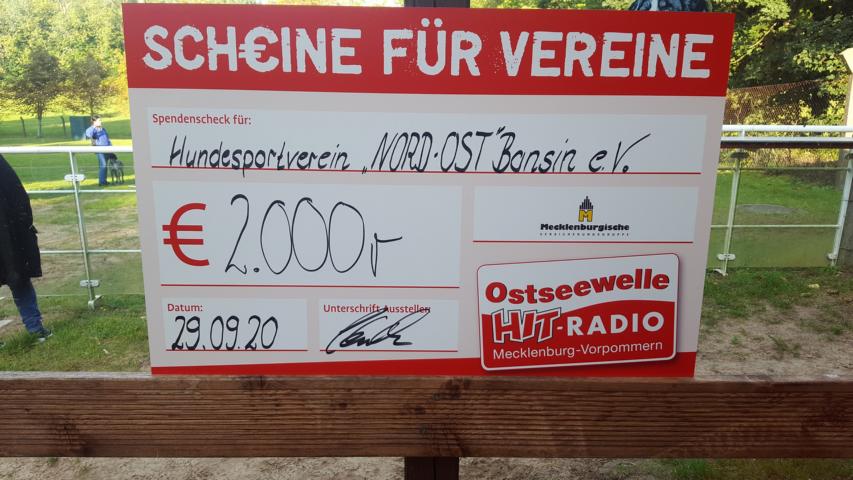 SCH€INE FÜR VEREINE
Spendenscheck für:
Hundesportverein „NORD-OST“ Bansin e.V.
€ 2.000,-
Mecklenburgische
VERSICHERUNGSGRUPPE
Datum:
29.09.20
Unterschrift Aussteller
Ostseewelle
HIT-RADIO
Mecklenburg-Vorpommern